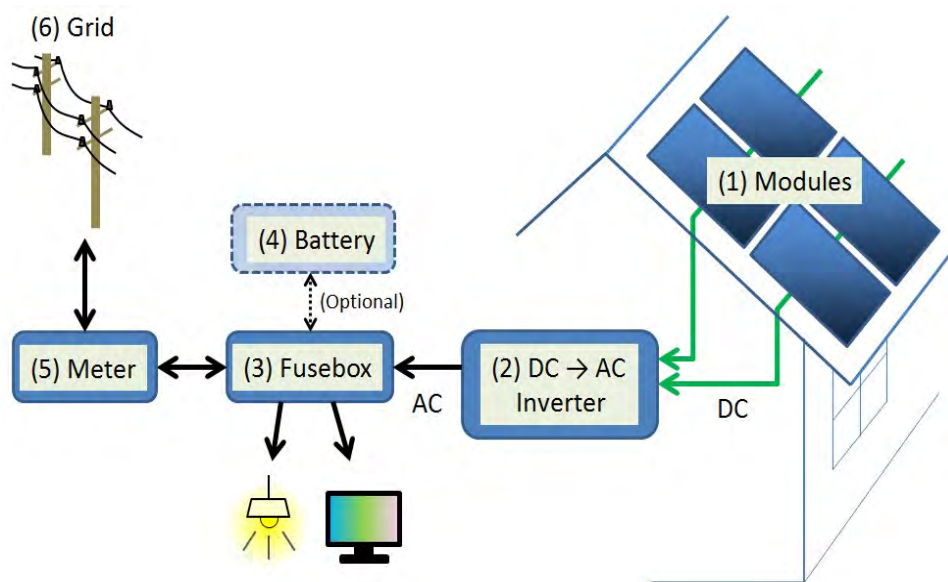 (6) Grid
(1) Modules
(4) Battery
(Optional)
(5) Meter
(3) Fusebox
(2) DC → AC
Inverter
AC
DC